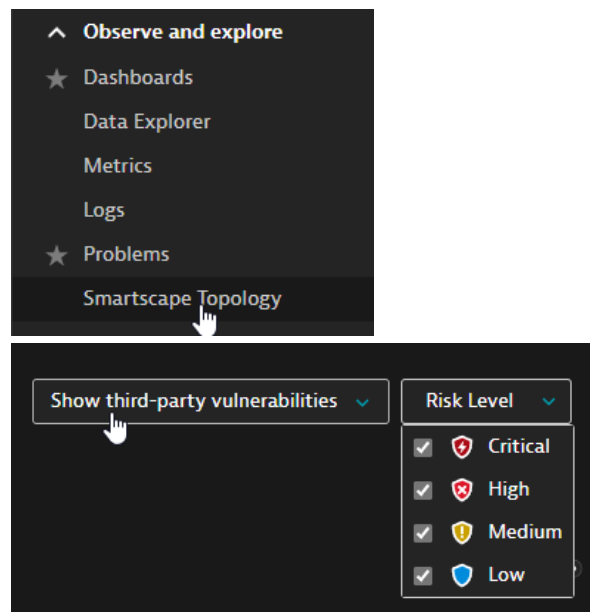 Observe and explore
Dashboards
Data Explorer
Metrics
Logs
Problems
Smartscape Topology
Show third-party vulnerabilities
Risk Level
Critical
High
Medium
Low